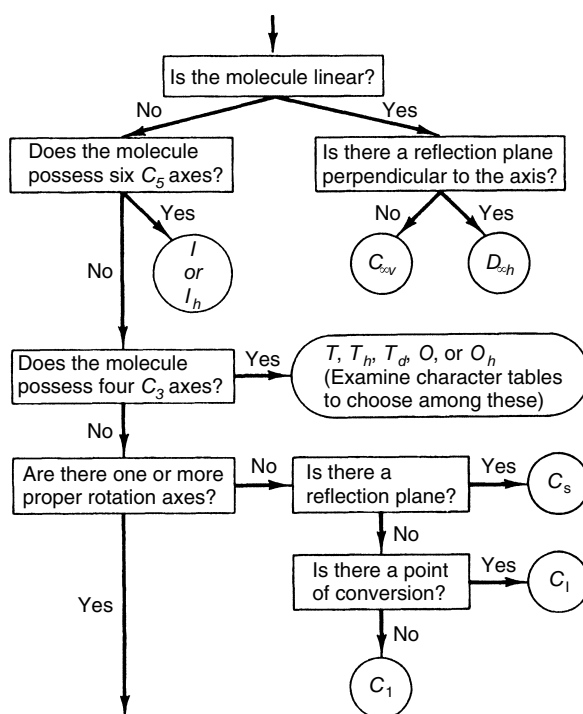 Is the molecule linear?
No
Yes
Does the molecule
possess six C5 axes?
Is there a reflection plane
perpendicular to the axis?
Yes
No
Yes
No
I
or
Ih
C∞v
D∞h
Does the molecule
possess four C3 axes?
Yes
T, Th, Td, O, or Oh
(Examine character tables
to choose among these)
No
Are there one or more
proper rotation axes?
No
Is there a
reflection plane?
Yes
Cs
No
Yes
Is there a point
of conversion?
Yes
CI
No
C1